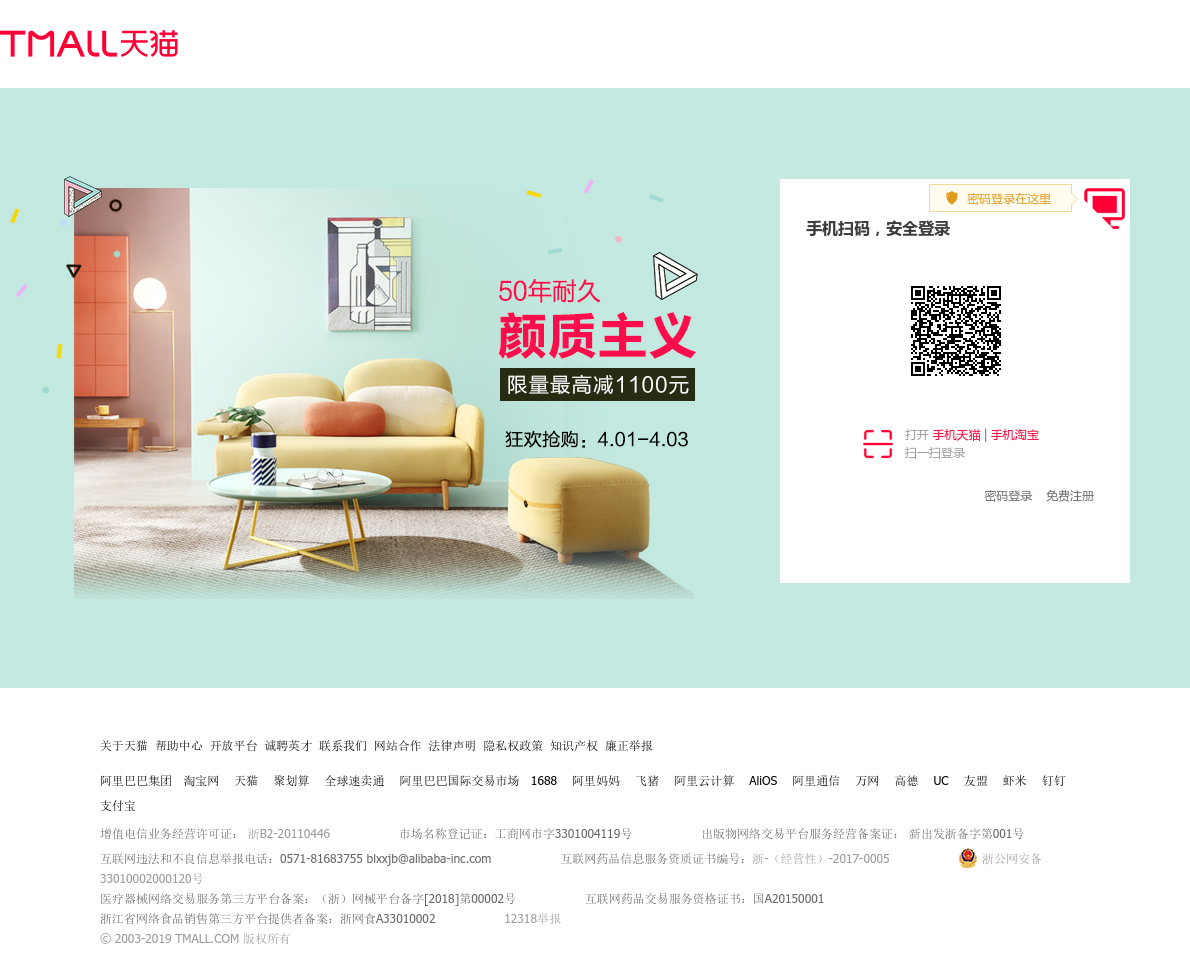 TMALL天猫
密码登录在这里
手机扫码，安全登录
50年耐久
颜质主义
限量最高减1100元
狂欢抢购：4.01–4.03
打开 手机天猫 | 手机淘宝
扫一扫登录
密码登录 免费注册
关于天猫 帮助中心 开放平台 诚聘英才 联系我们 网站合作 法律声明 隐私权政策 知识产权 廉正举报
阿里巴巴集团 淘宝网 天猫 聚划算 全球速卖通 阿里巴巴国际交易市场 1688 阿里妈妈 飞猪 阿里云计算 AliOS 阿里通信 万网 高德 UC 友盟 虾米 钉钉
支付宝
增值电信业务经营许可证： 浙B2-20110446 市场名称登记证：工商网市字3301004119号 出版物网络交易平台服务经营备案证： 新出发浙备字第001号
互联网违法和不良信息举报电话：0571-81683755 blxxjb@alibaba-inc.com 互联网药品信息服务资质证书编号：浙-（经营性）-2017-0005 浙公网安备
33010002000120号
医疗器械网络交易服务第三方平台备案：（浙）网械平台备字[2018]第00002号 互联网药品交易服务资格证书：国A20150001
浙江省网络食品销售第三方平台提供者备案：浙网食A33010002 12318举报
© 2003-2019 TMALL.COM 版权所有